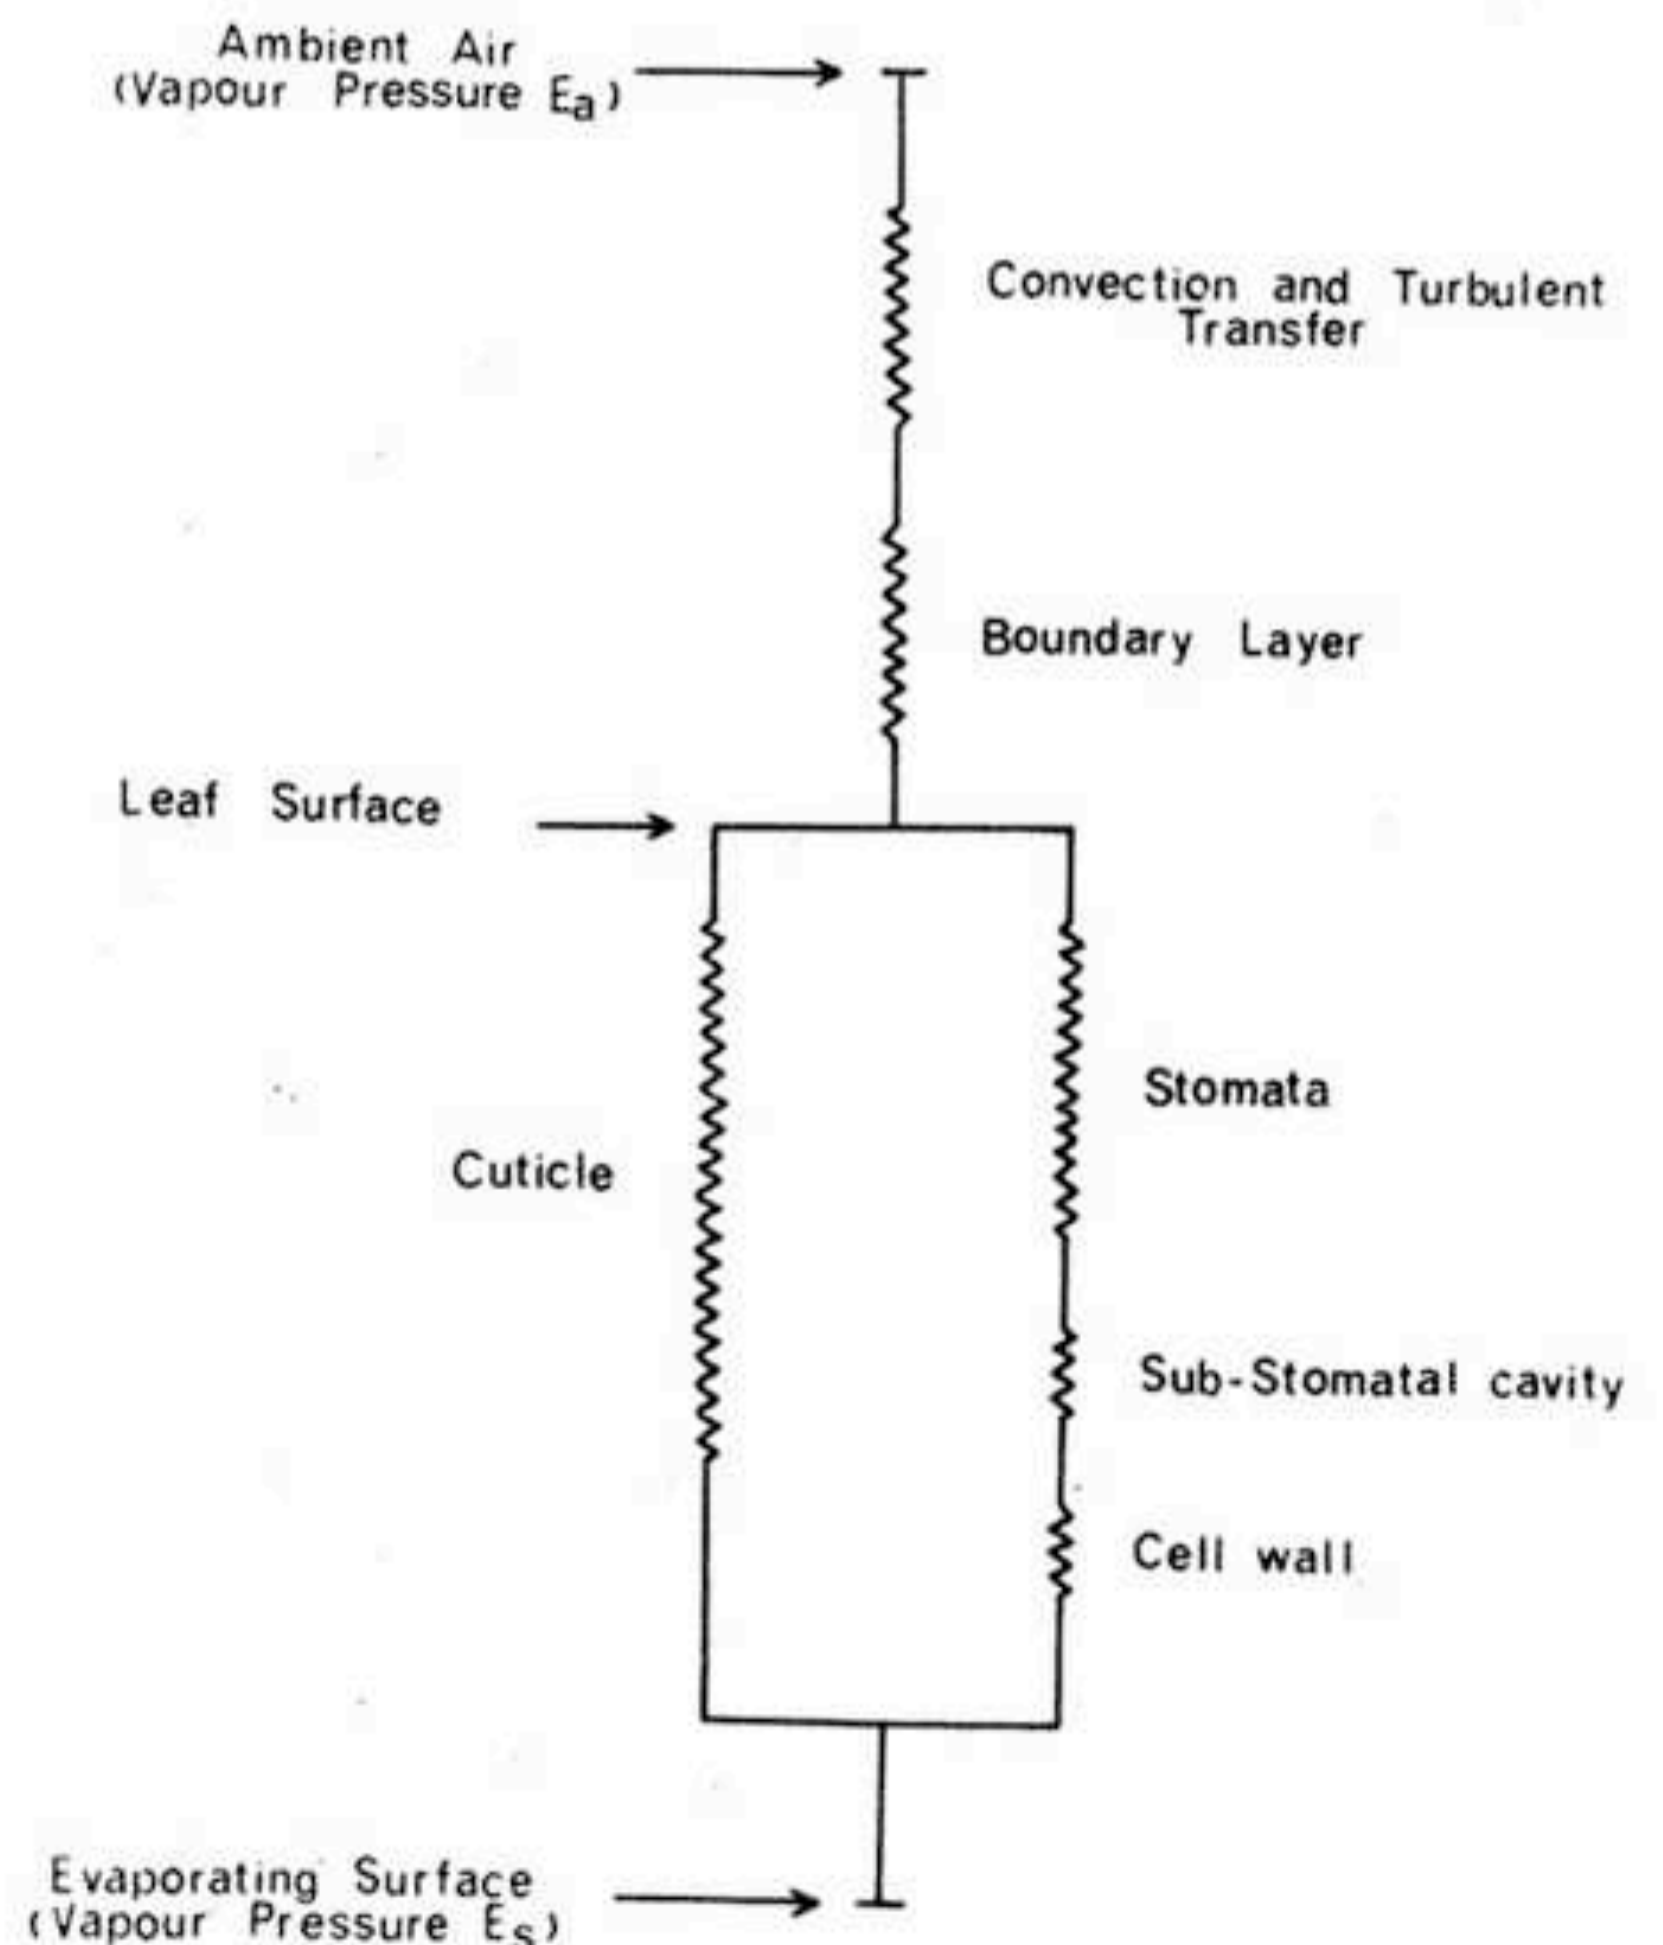 Ambient Air
(Vapour Pressure Ea)
Convection and Turbulent
Transfer
Boundary Layer
Leaf Surface
Stomata
Cuticle
Sub-Stomatal cavity
Cell wall
Evaporating Surface
(Vapour Pressure Es)